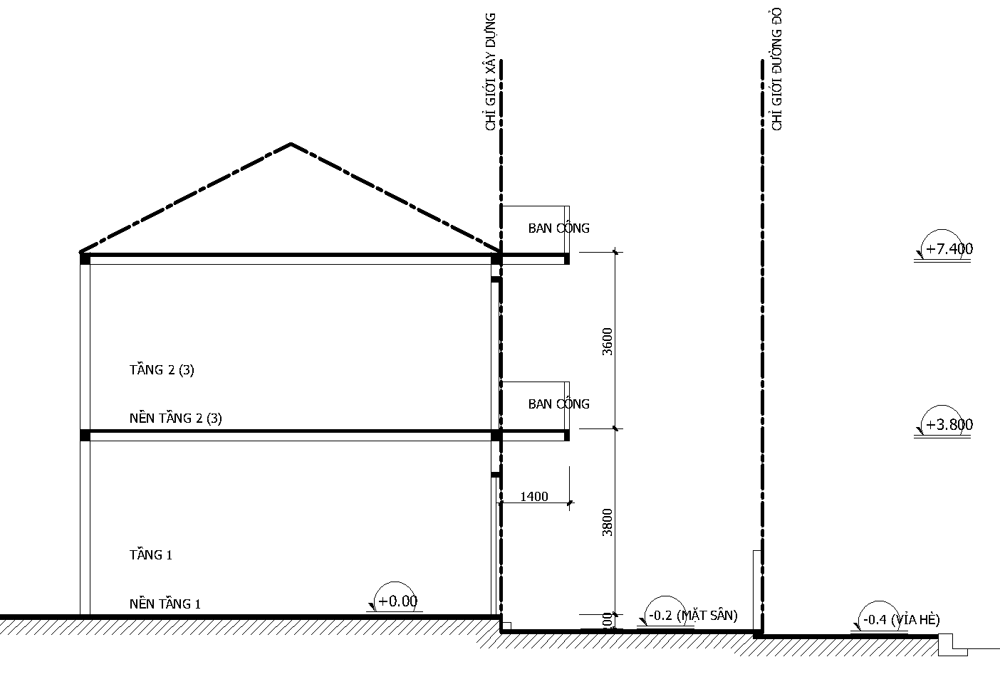 CHỈ GIỚI XÂY DỰNG
CHỈ GIỚI ĐƯỜNG ĐỎ
BAN CÔNG
+7.400
3600
TẦNG 2 (3)
BAN CÔNG
NỀN TẦNG 2 (3)
+3.800
1400
3800
TẦNG 1
NỀN TẦNG 1
+0.00
-0.2 (MẶT SÂN)
-0.4 (VỈA HÈ)